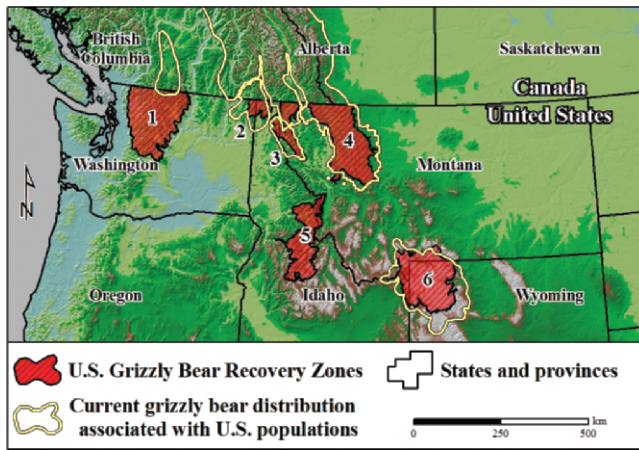 British
Columbia
Alberta
Saskatchewan
Canada
United States
1
2
3
4
Washington
Montana
N
5
6
Oregon
Idaho
Wyoming
U.S. Grizzly Bear Recovery Zones
States and provinces
Current grizzly bear distribution
associated with U.S. populations
km
0
250
500